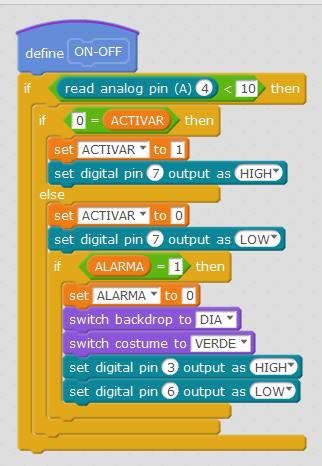 define ON-OFF
if read analog pin (A) 4 < 10 then
if 0 = ACTIVAR then
set ACTIVAR to 1
set digital pin 7 output as HIGH
else
set ACTIVAR to 0
set digital pin 7 output as LOW
if ALARMA = 1 then
set ALARMA to 0
switch backdrop to DIA
switch costume to VERDE
set digital pin 3 output as HIGH
set digital pin 6 output as LOW